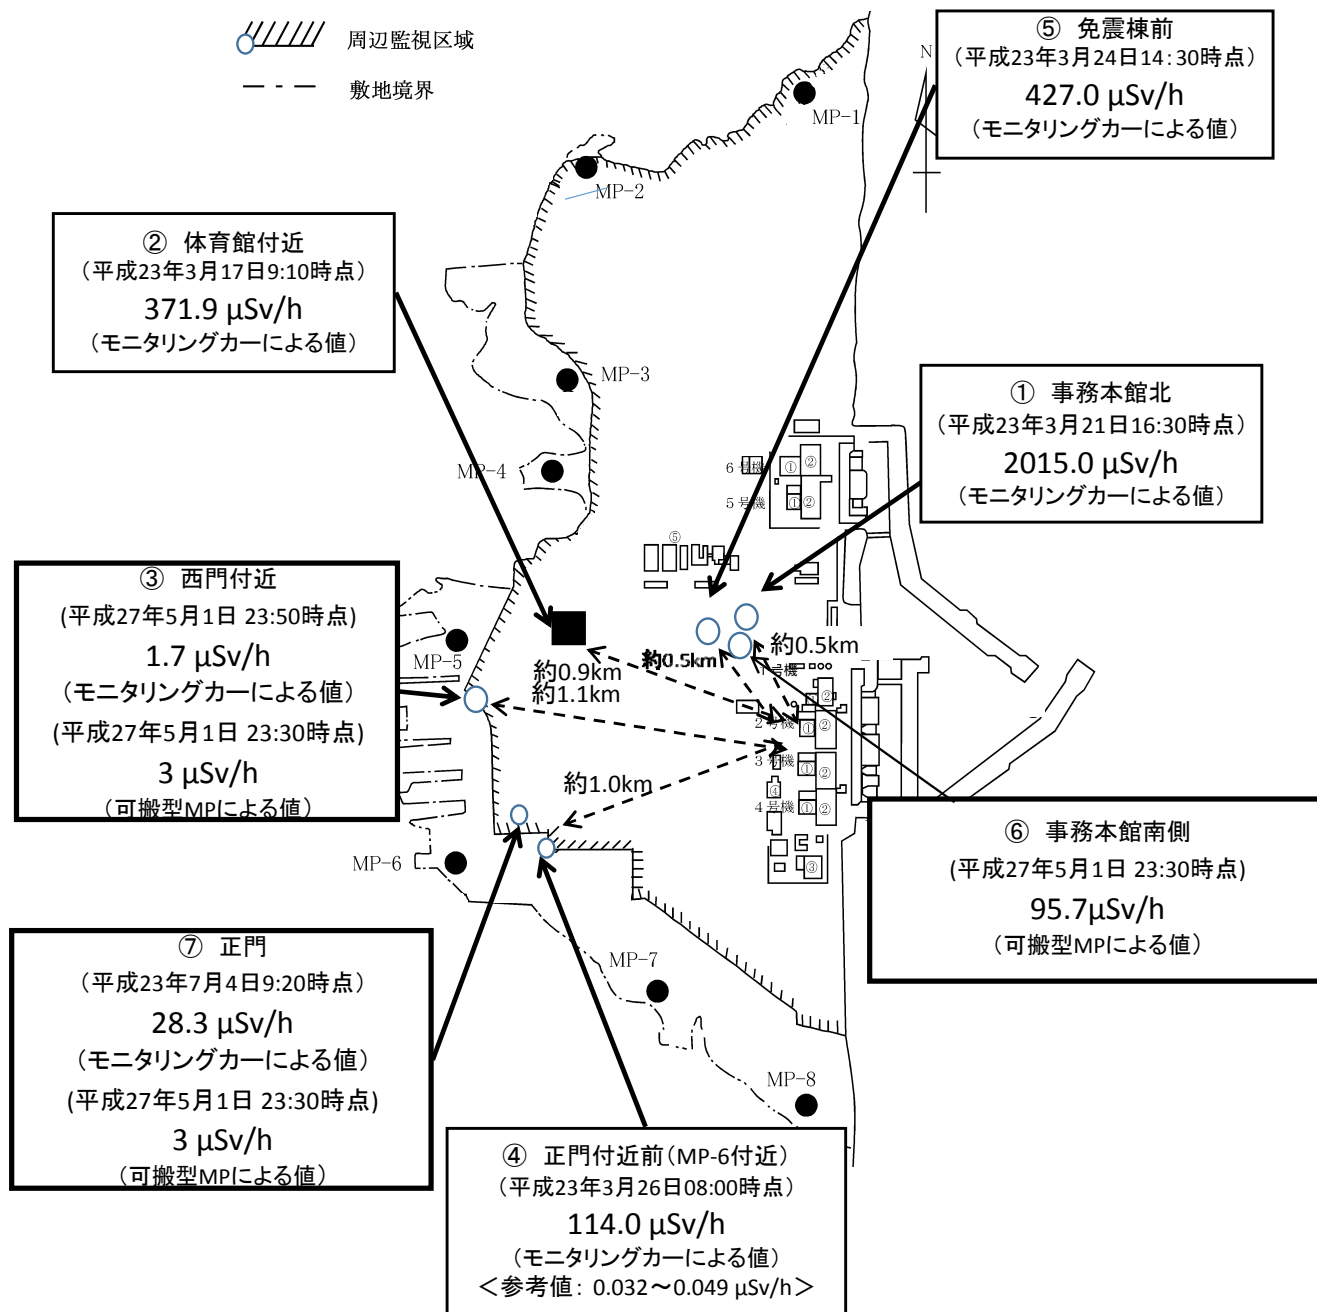 周辺監視区域
敷地境界
N
⑤ 免震棟前
(平成23年3月24日14:30時点)
427.0 μSv/h
(モニタリングカーによる値)
MP-1
MP-2
② 体育館付近
(平成23年3月17日9:10時点)
371.9 μSv/h
(モニタリングカーによる値)
MP-3
① 事務本館北
(平成23年3月21日16:30時点)
2015.0 μSv/h
(モニタリングカーによる値)
MP-4
6号機
①
②
5号機
①
②
⑤
③ 西門付近
(平成27年5月1日 23:50時点)
1.7 μSv/h
(モニタリングカーによる値)
(平成27年5月1日 23:30時点)
3 μSv/h
(可搬型MPによる値)
MP-5
約0.9km
約1.1km
約0.5km
約0.5km
1号機
②
2号機
①
②
3号機
①
②
④
4号機
①
②
③
約1.0km
MP-6
⑥ 事務本館南側
(平成27年5月1日 23:30時点)
95.7μSv/h
(可搬型MPによる値)
⑦ 正門
(平成23年7月4日9:20時点)
28.3 μSv/h
(モニタリングカーによる値)
(平成27年5月1日 23:30時点)
3 μSv/h
(可搬型MPによる値)
MP-7
MP-8
④ 正門付近前(MP-6付近)
(平成23年3月26日08:00時点)
114.0 μSv/h
(モニタリングカーによる値)
<参考値: 0.032～0.049 μSv/h>